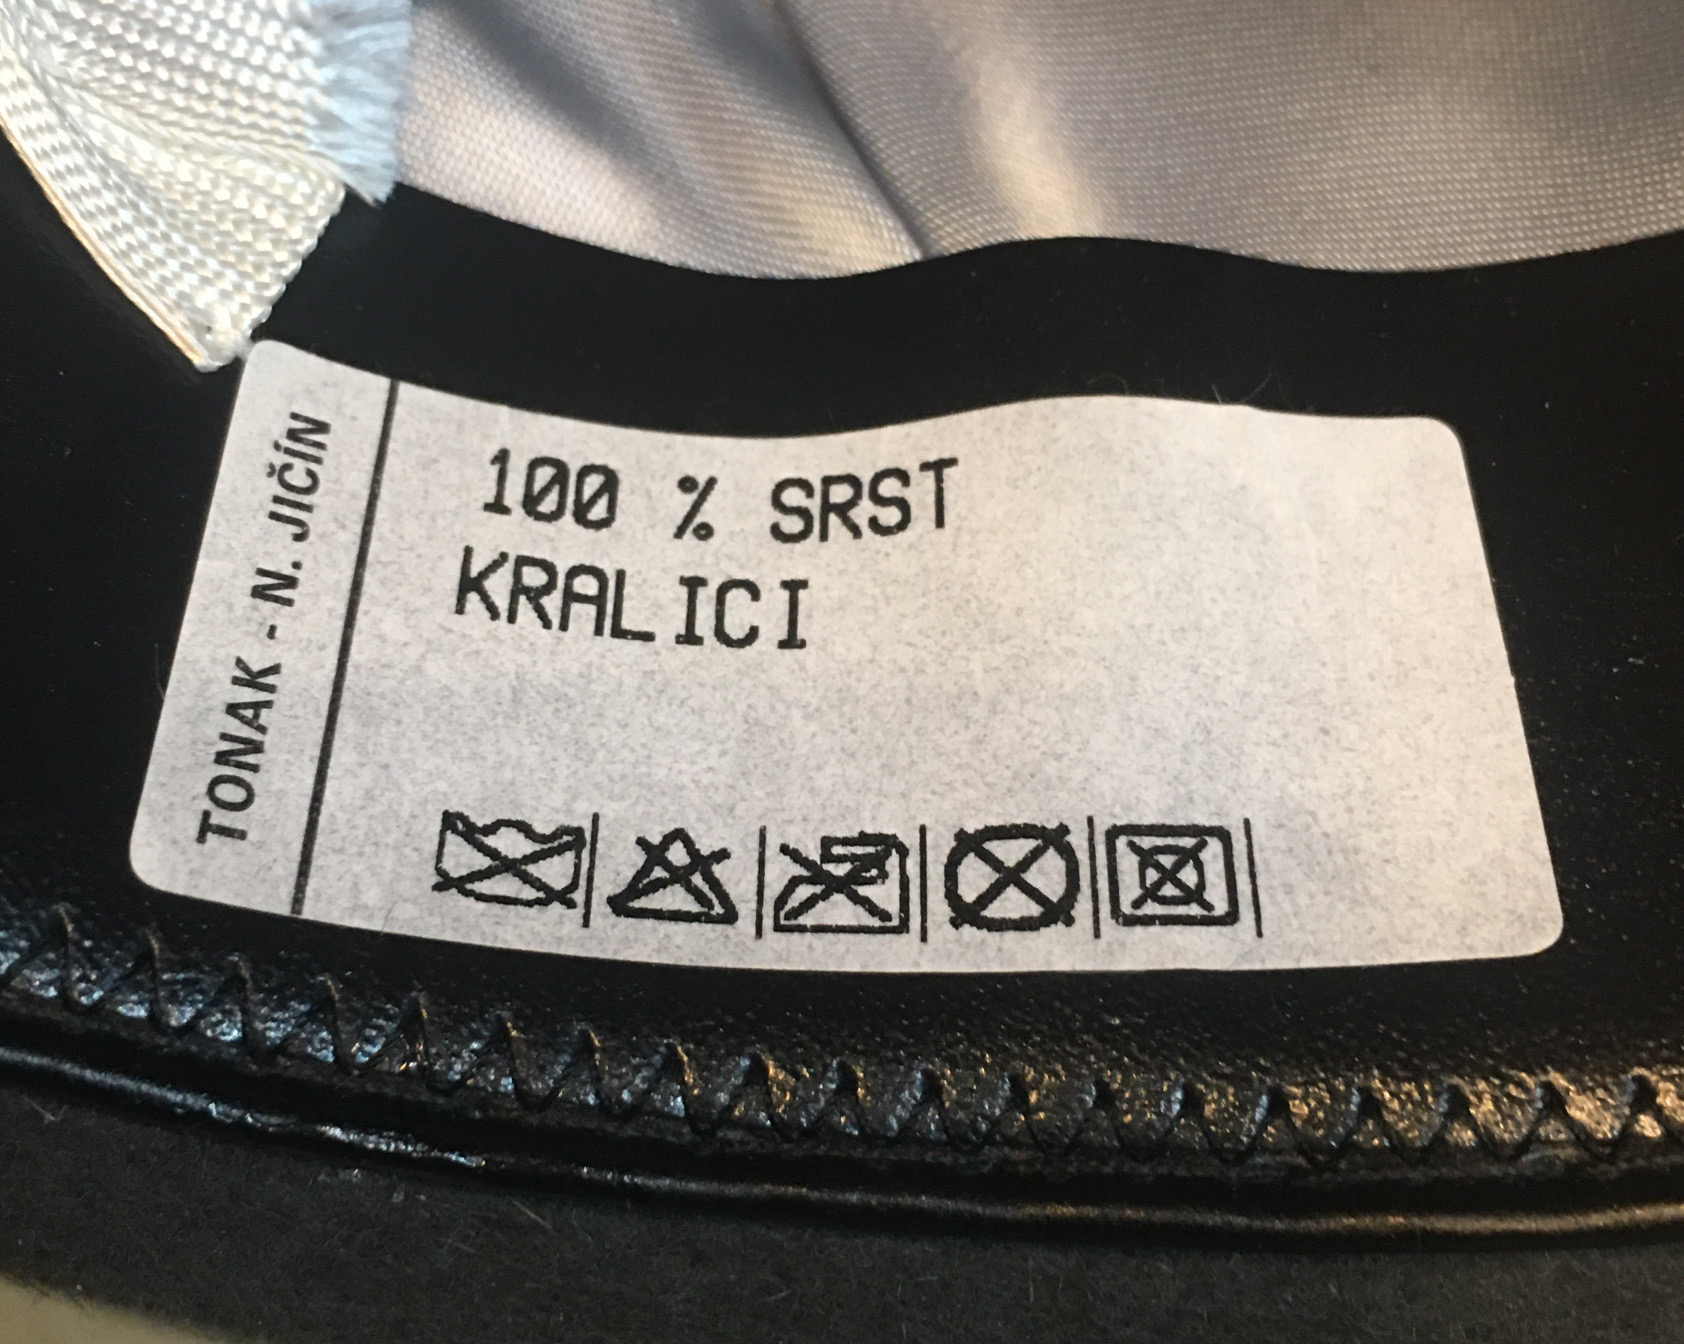 TONAK - N. JIČÍN
100 % SRST
KRALICI